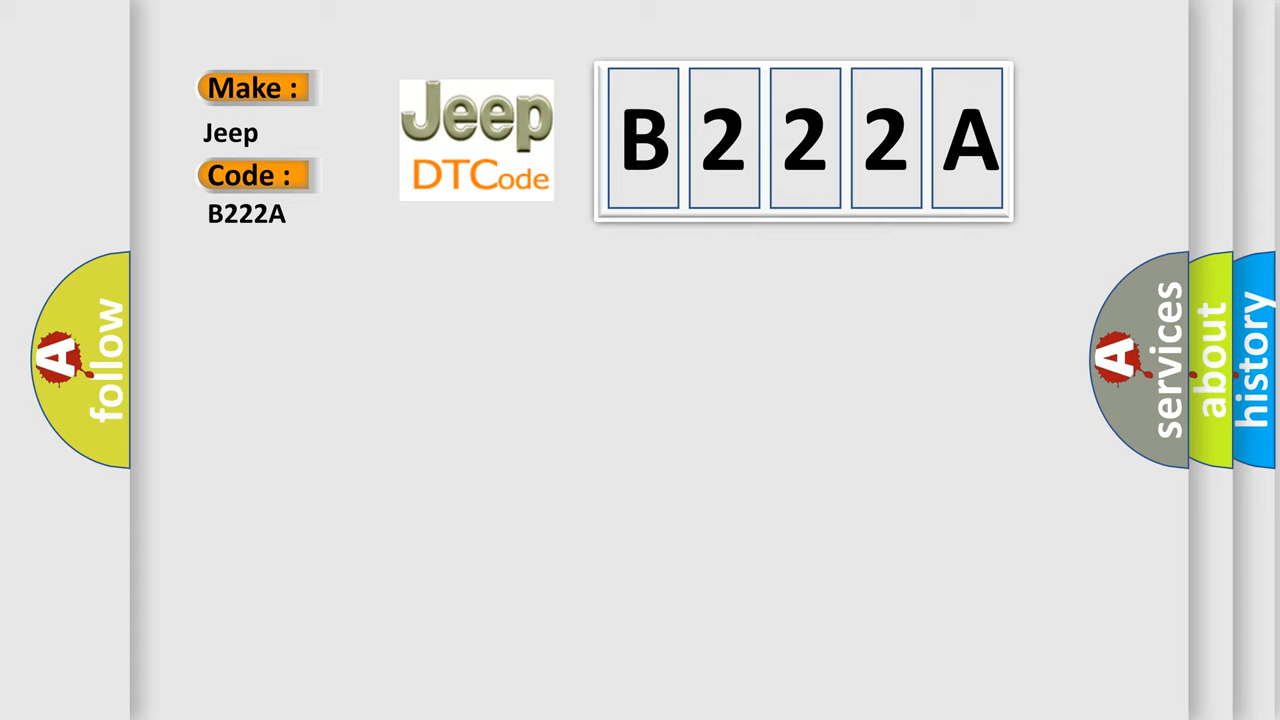 Make :
Jeep
Code :
B222A
Jeep
DTCode
B 2 2 2 A
A follow
A services
about
history